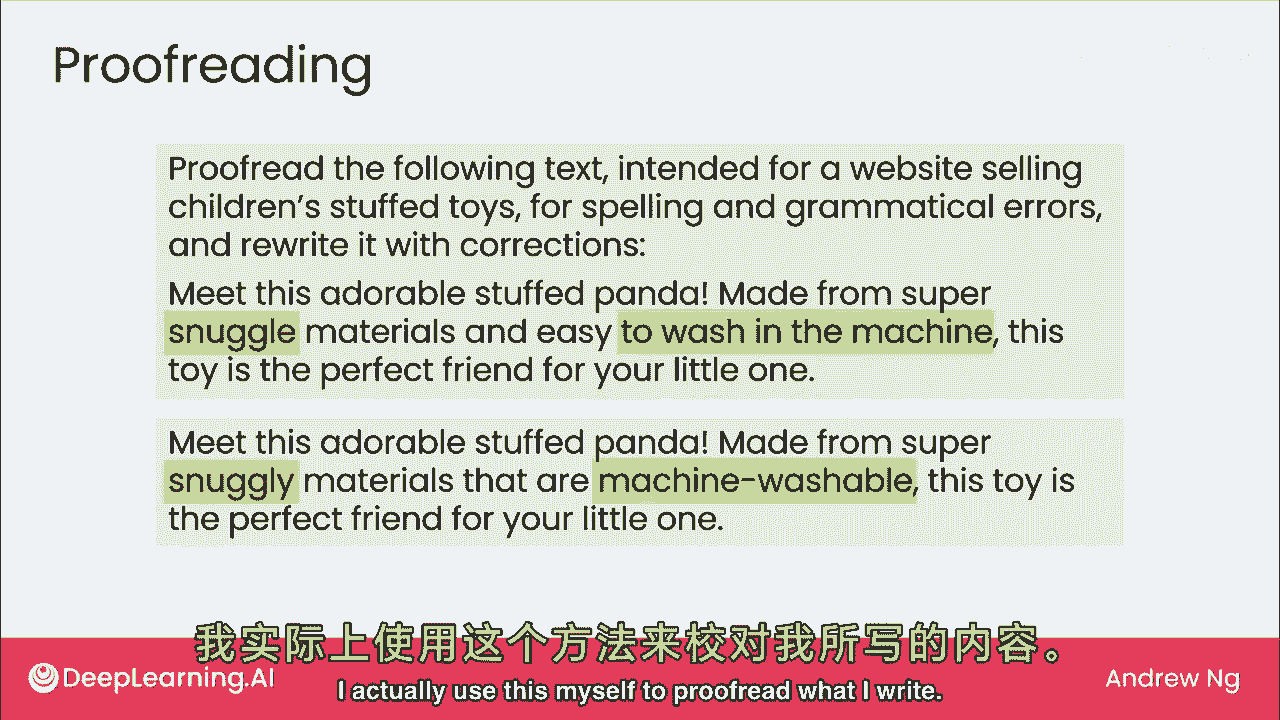 Proofreading
Proofread the following text, intended for a website selling
children's stuffed toys, for spelling and grammatical errors,
and rewrite it with corrections:
Meet this adorable stuffed panda! Made from super
snuggle materials and easy to wash in the machine, this
toy is the perfect friend for your little one.
Meet this adorable stuffed panda! Made from super
snuggly materials that are machine-washable, this toy is
the perfect friend for your little one.
我实际上使用这个方法来校对我所写的内容。
DeepLearning.AI
I actually use this myself to proofread what I write.
Andrew Ng